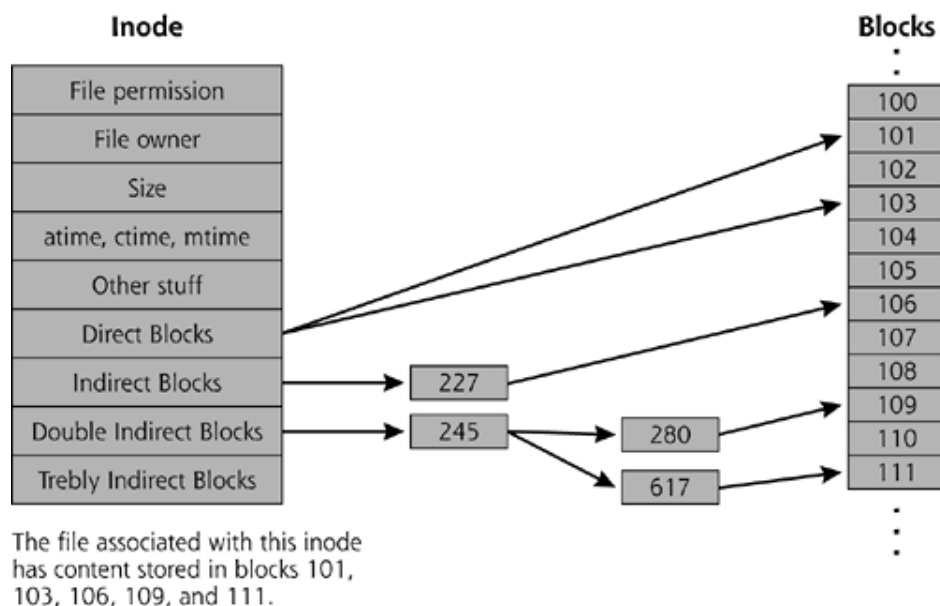 Inode
File permission
File owner
Size
atime, ctime, mtime
Other stuff
Direct Blocks
Indirect Blocks
Double Indirect Blocks
Trebly Indirect Blocks
227
245
280
617
Blocks
100
101
102
103
104
105
106
107
108
109
110
111
The file associated with this inode
has content stored in blocks 101,
103, 106, 109, and 111.